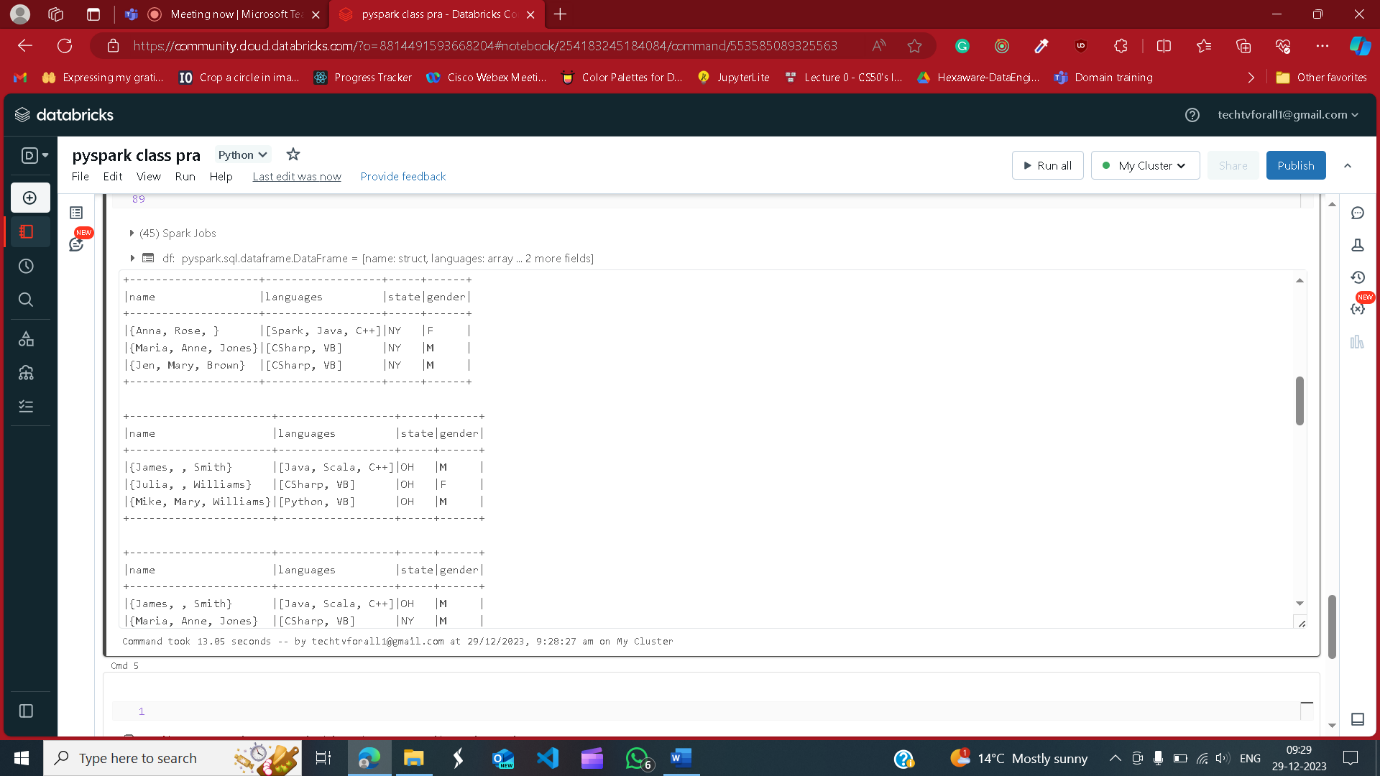 Meeting now | Microsoft Tea
pyspark class pra - Databricks Co
https://community.cloud.databricks.com/?o=8814491593668204#notebook/254183245184084/command/553585089325563
Expressing my grati...
Crop a circle in ima...
Progress Tracker
Cisco Webex Meeti...
Color Palettes for D...
JupyterLite
Lecture 0 - CS50's I...
Hexaware-DataEngi...
Domain training
Other favorites
databricks
techtvforall1@gmail.com
D
pyspark class pra
Python
File Edit View Run Help Last edit was now Provide feedback
Run all
My Cluster
Share
Publish
NEW
NEW
89
(45) Spark Jobs
df: pyspark.sql.dataframe.DataFrame = [name: struct, languages: array ... 2 more fields]
+--------------------+------------------+-----+------+
|name                |languages         |state|gender|
+--------------------+------------------+-----+------+
|{Anna, Rose, }      |[Spark, Java, C++]|NY   |F     |
|{Maria, Anne, Jones}|[CSharp, VB]      |NY   |M     |
|{Jen, Mary, Brown}  |[CSharp, VB]      |NY   |M     |
+--------------------+------------------+-----+------+
+----------------------+------------------+-----+------+
|name                  |languages         |state|gender|
+----------------------+------------------+-----+------+
|{James, , Smith}      |[Java, Scala, C++]|OH   |M     |
|{Julia, , Williams}   |[CSharp, VB]      |OH   |F     |
|{Mike, Mary, Williams}|[Python, VB]      |OH   |M     |
+----------------------+------------------+-----+------+
+----------------------+------------------+-----+------+
|name                  |languages         |state|gender|
+----------------------+------------------+-----+------+
|{James, , Smith}      |[Java, Scala, C++]|OH   |M     |
|{Maria, Anne, Jones}  |[CSharp, VB]      |NY   |M     |
Command took 13.05 seconds -- by techtvforall1@gmail.com at 29/12/2023, 9:28:27 am on My Cluster
Cmd 5
1
Type here to search
6
14°C Mostly sunny
ENG
09:29
29-12-2023